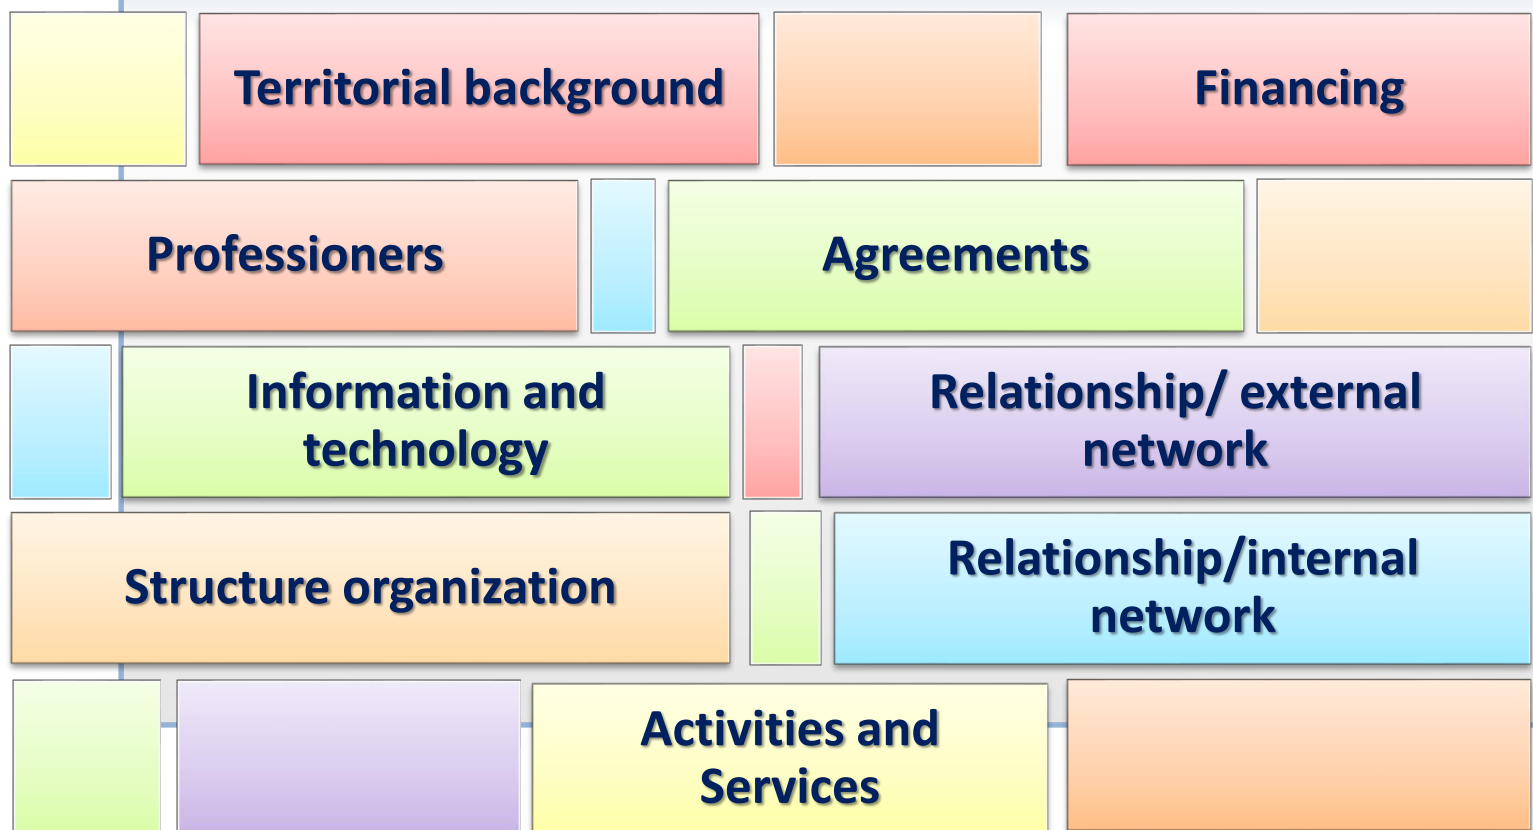 Territorial background
Financing
Professioners
Agreements
Information and
technology
Relationship/ external
network
Structure organization
Relationship/internal
network
Activities and
Services